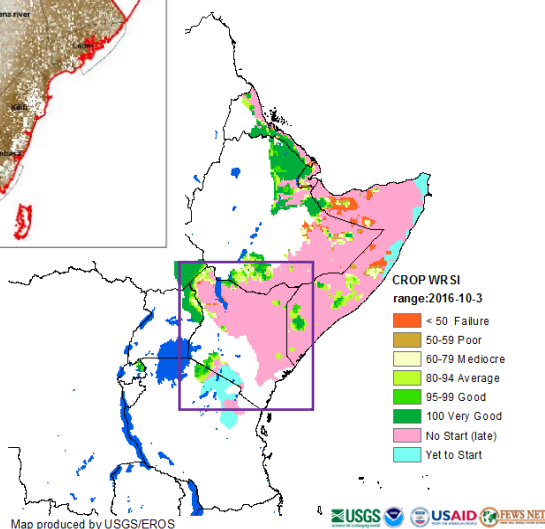 ana river
CROP WRSI
range:2016-10-3
< 50 Failure
50-59 Poor
60-79 Mediocre
80-94 Average
95-99 Good
100 Very Good
No Start (late)
Yet to Start
Map produced by USGS/EROS
USGS
USAID
FEWS NET